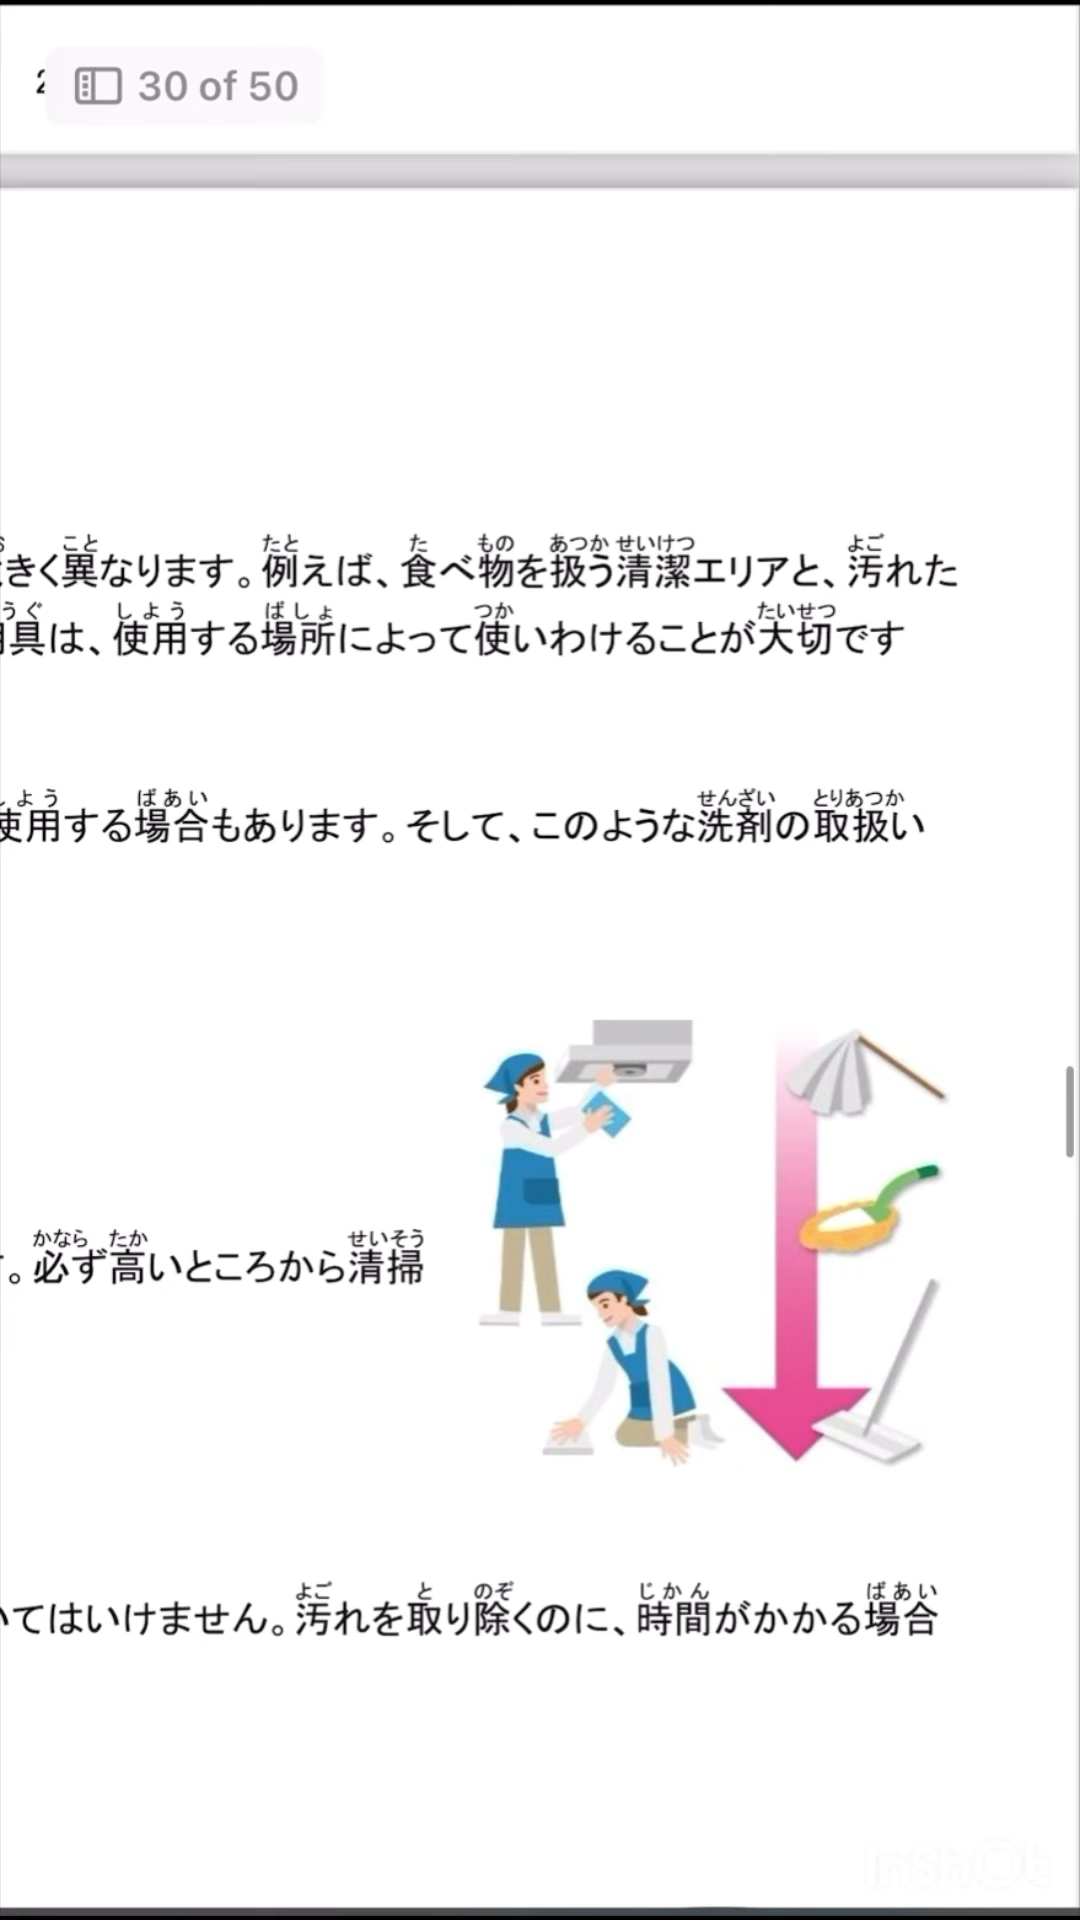 2
30 of 50
きく異なります。例えば、食べ物を扱う清潔エリアと、汚れた
具は、使用する場所によって使いわけることが大切です
使用する場合もあります。そして、このような洗剤の取扱い
。必ず高いところから清掃
いてはいけません。汚れを取り除くのに、時間がかかる場合
InShOt